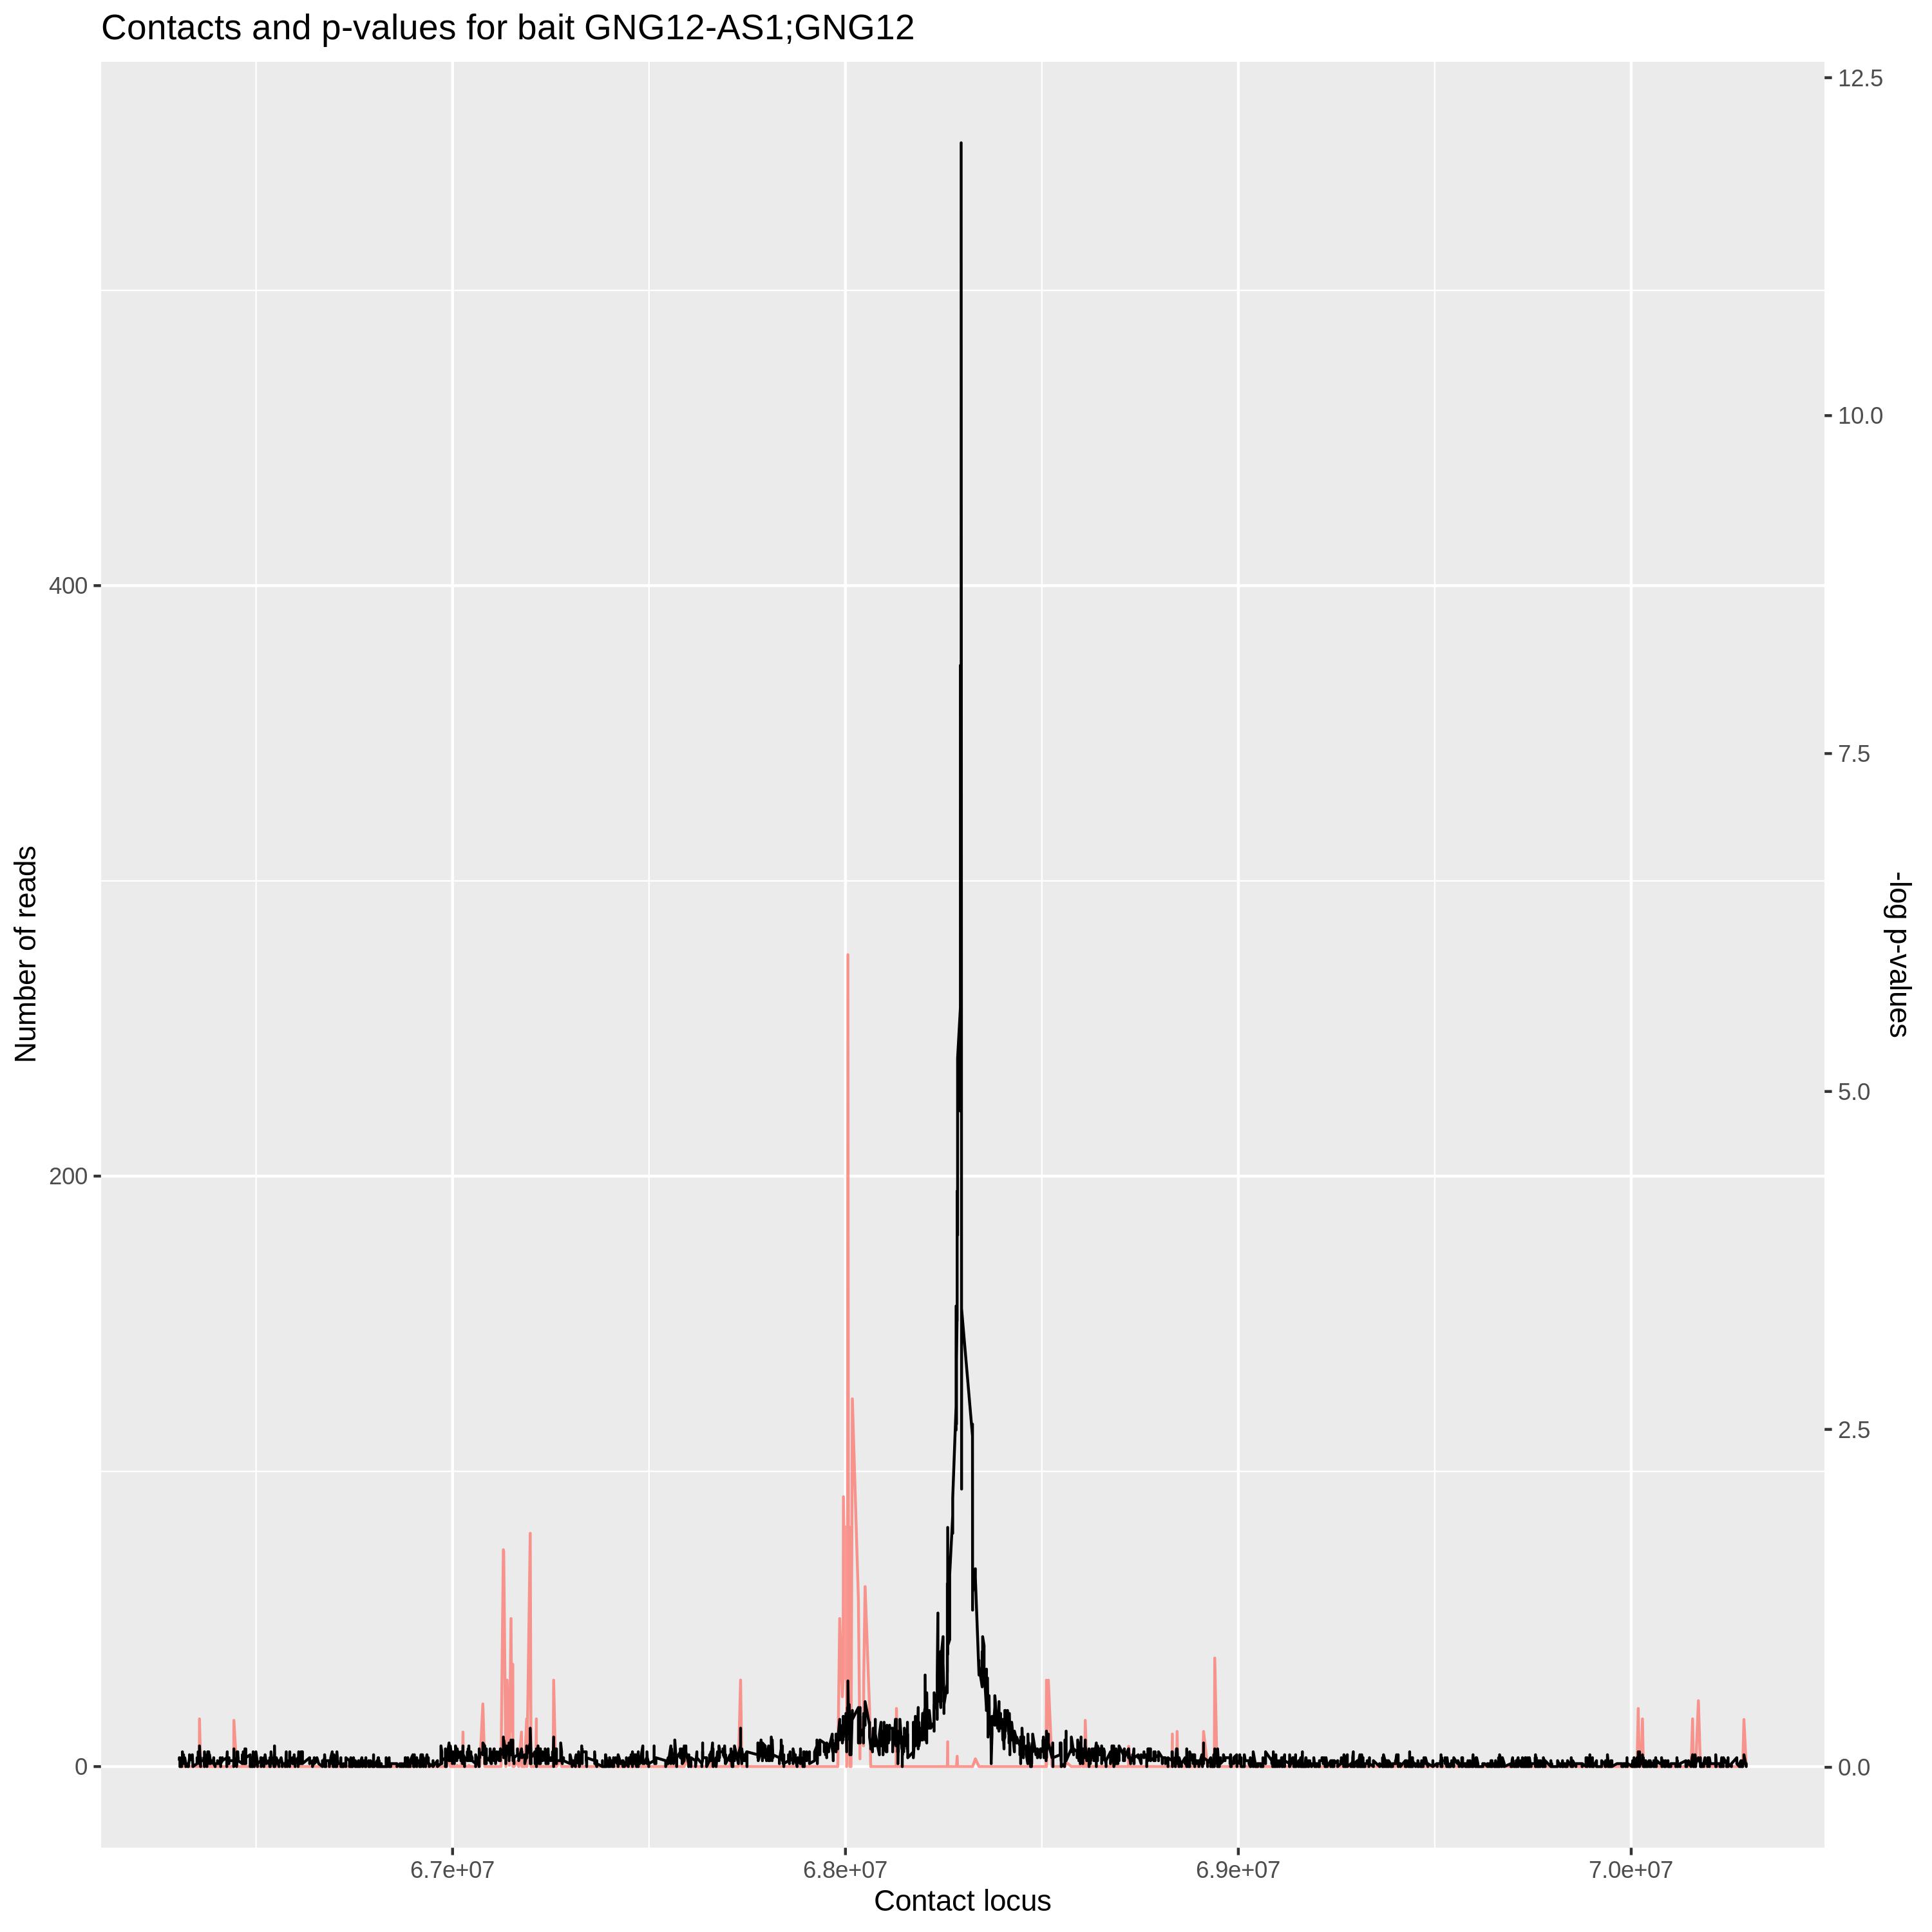 Contacts and p-values for bait GNG12-AS1;GNG12
12.5
10.0
400
7.5
Number of reads
-log p-values
5.0
200
2.5
0
0.0
6.7e+07
6.8e+07
6.9e+07
7.0e+07
Contact locus